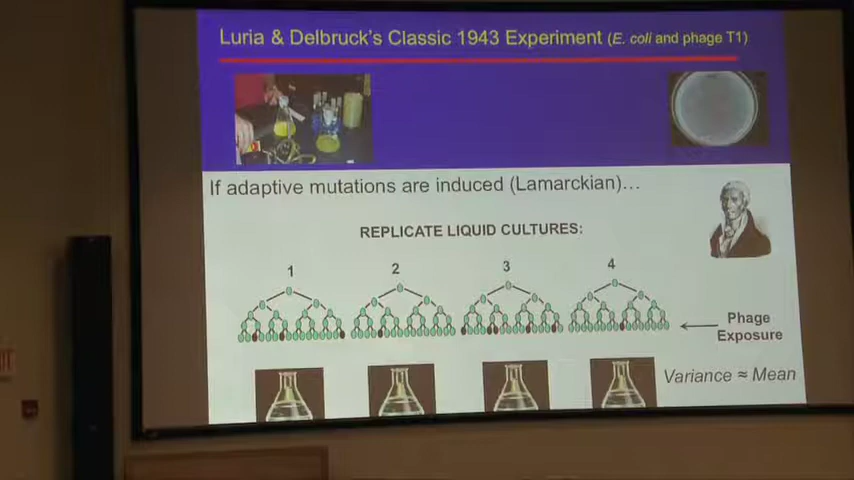 Luria & Delbruck's Classic 1943 Experiment (E. coli and phage T1)
If adaptive mutations are induced (Lamarckian)…
REPLICATE LIQUID CULTURES:
1 2 3 4
Phage
Exposure
Variance ≈ Mean